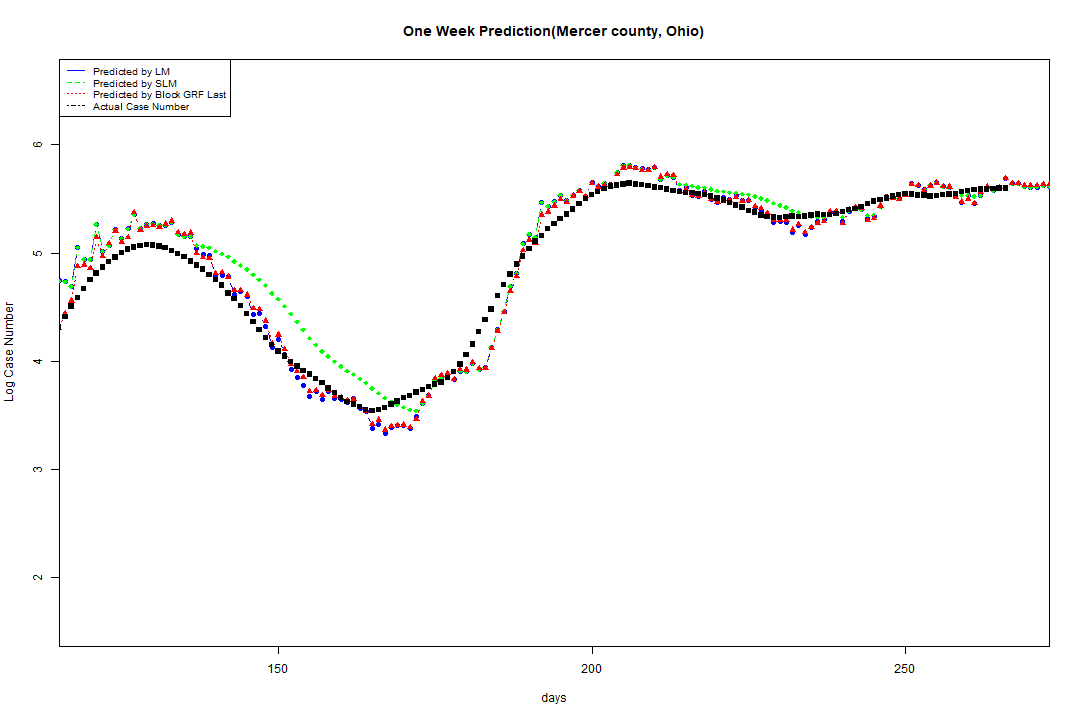 One Week Prediction(Mercer county, Ohio)
Predicted by LM
Predicted by SLM
Predicted by Block GRF Last
Actual Case Number
6
5
4
3
2
Log Case Number
150
200
250
days